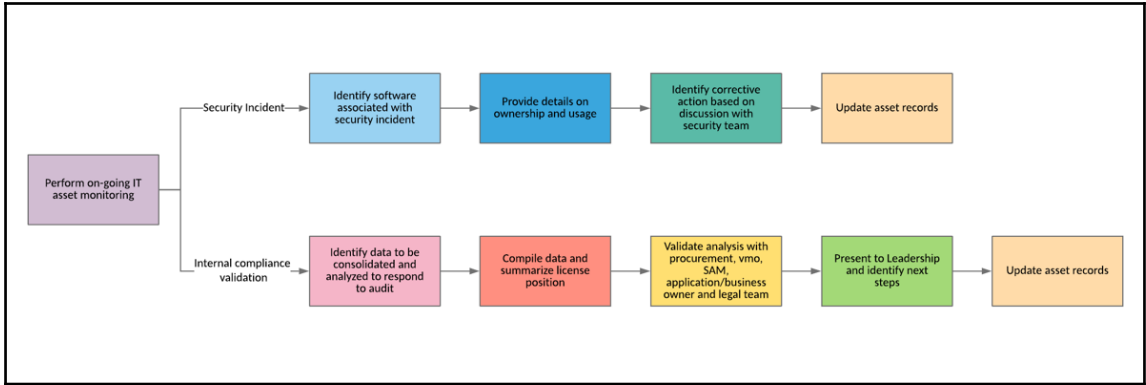 Security Incident
Identify software
associated with
security incident
Provide details on
ownership and usage
Identify corrective
action based on
discussion with
security team
Update asset records
Perform on-going IT
asset monitoring
Internal compliance
validation
Identify data to be
consolidated and
analyzed to respond
to audit
Compile data and
summarize license
position
Validate analysis with
procurement, vmo,
SAM,
application/business
owner and legal team
Present to Leadership
and identify next
steps
Update asset records